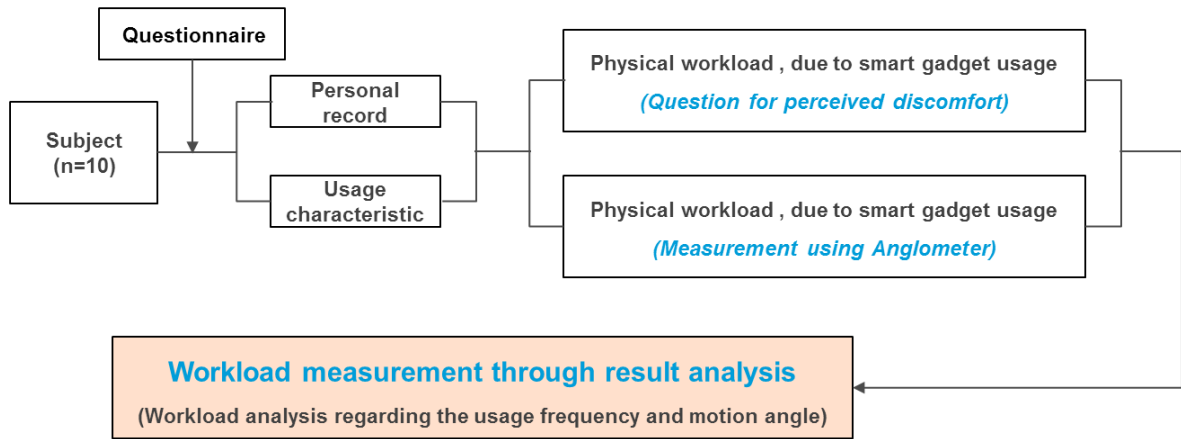 Questionnaire
Subject
(n=10)
Personal
record
Usage
characteristic
Physical workload , due to smart gadget usage
(Question for perceived discomfort)
Physical workload , due to smart gadget usage
(Measurement using Anglometer)
Workload measurement through result analysis
(Workload analysis regarding the usage frequency and motion angle)